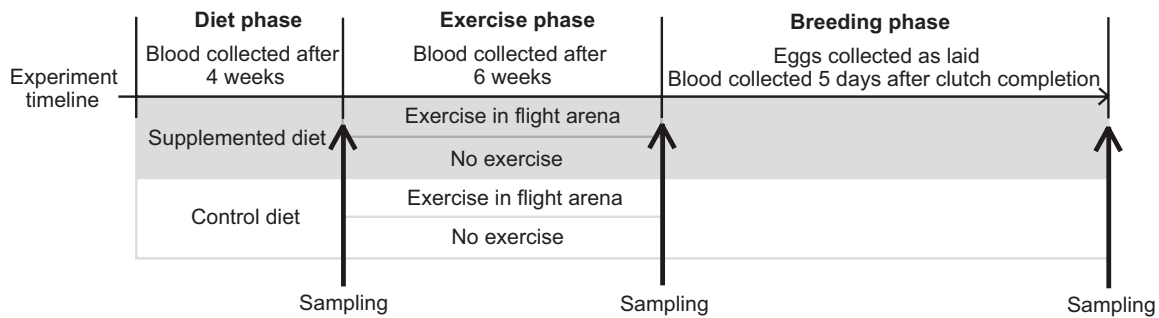 Diet phase
Exercise phase
Breeding phase
Blood collected after
4 weeks
Blood collected after
6 weeks
Eggs collected as laid
Blood collected 5 days after clutch completion
Experiment
timeline
Supplemented diet
Exercise in flight arena
No exercise
Control diet
Exercise in flight arena
No exercise
Sampling
Sampling
Sampling